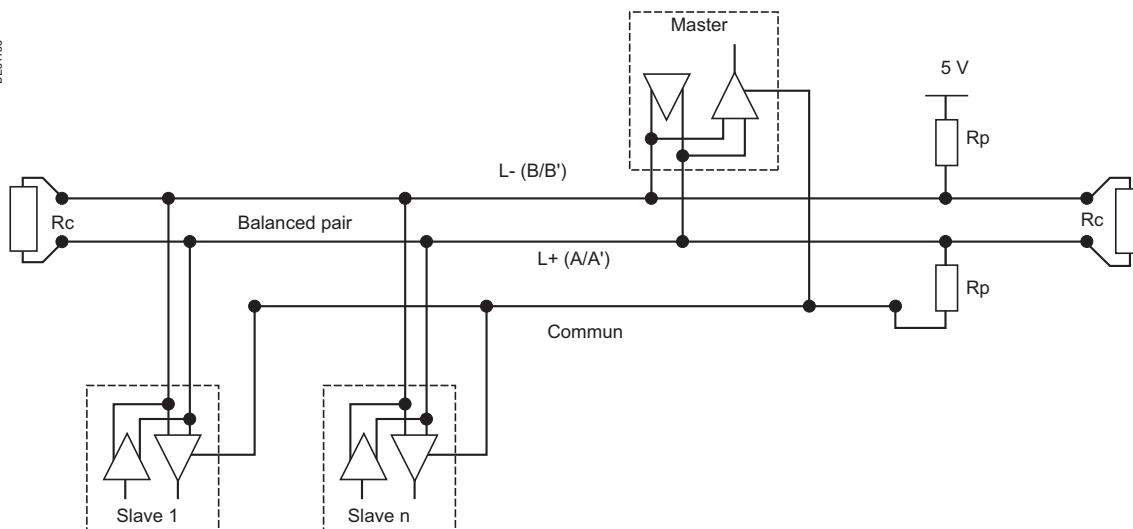 Master
5 V
Rp
L- (B/B')
Rc
Balanced pair
Rc
L+ (A/A')
Rp
Commun
Slave 1
Slave n